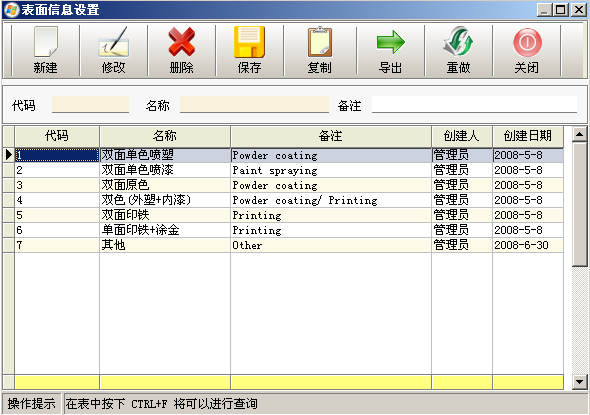 表面信息设置
新建 修改 删除 保存 复制 导出 重做 关闭
代码 名称 备注
代码 名称 备注 创建人 创建日期
1 双面单色喷塑 Powder coating 管理员 2008-5-8
2 双面单色喷漆 Paint spraying 管理员 2008-5-8
3 双面原色 Powder coating 管理员 2008-5-8
4 双色(外塑+内漆) Powder coating/ Printing 管理员 2008-5-8
5 双面印铁 Printing 管理员 2008-5-8
6 单面印铁+涂金 Printing 管理员 2008-5-8
7 其他 Other 管理员 2008-6-30
操作提示 在表中按下 CTRL+F 将可以进行查询